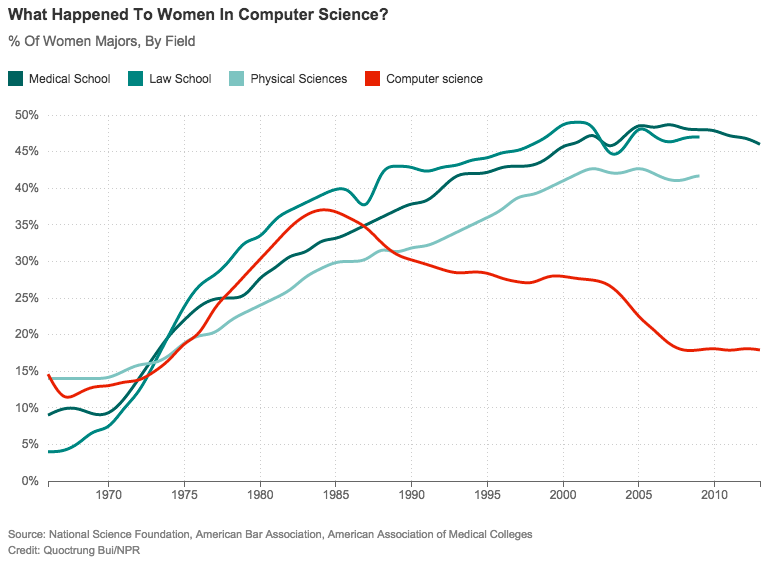 What Happened To Women In Computer Science?
% Of Women Majors, By Field
Medical School Law School Physical Sciences Computer science
50%
45%
40%
35%
30%
25%
20%
15%
10%
5%
0%
1970 1975 1980 1985 1990 1995 2000 2005 2010
Source: National Science Foundation, American Bar Association, American Association of Medical Colleges
Credit: Quoctrung Bui/NPR